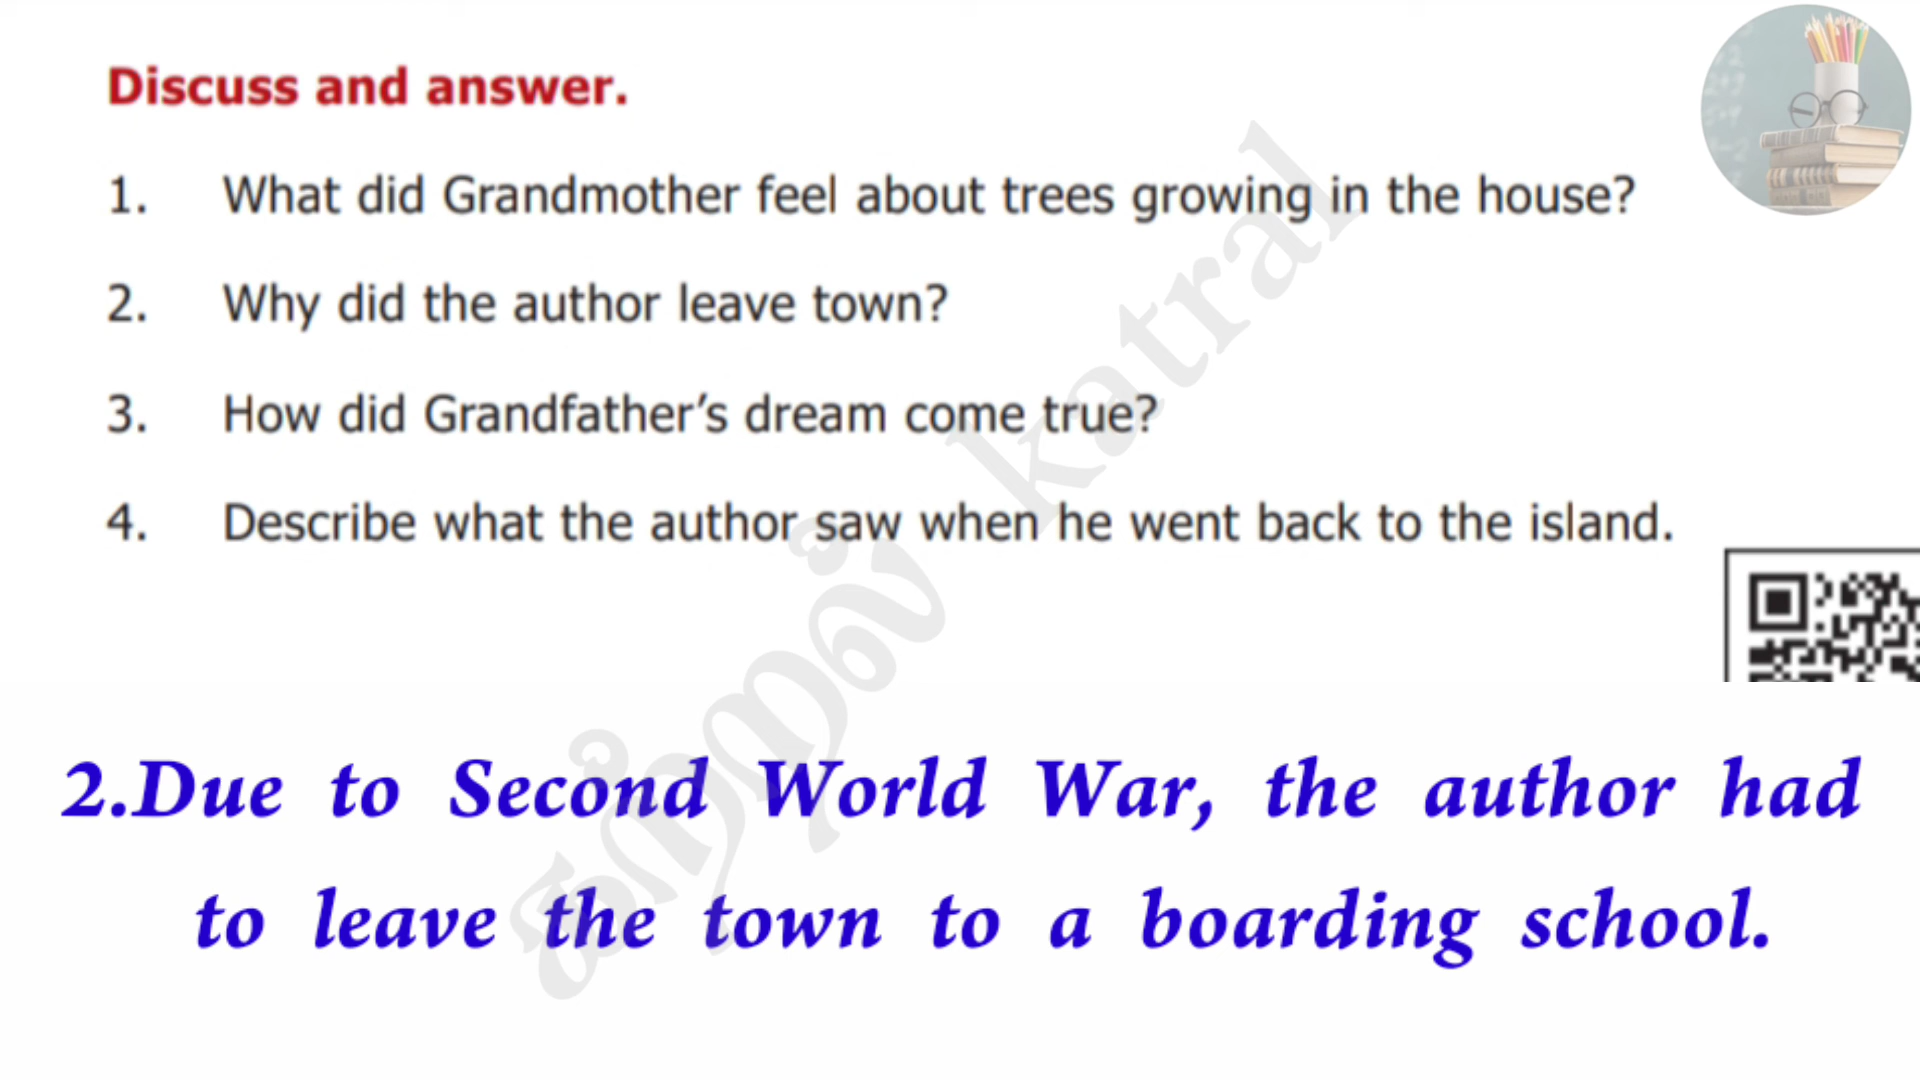 Discuss and answer.
1. What did Grandmother feel about trees growing in the house?
2. Why did the author leave town?
3. How did Grandfather’s dream come true?
4. Describe what the author saw when he went back to the island.
கற்றல் katral
2.Due to Second World War, the author had
to leave the town to a boarding school.